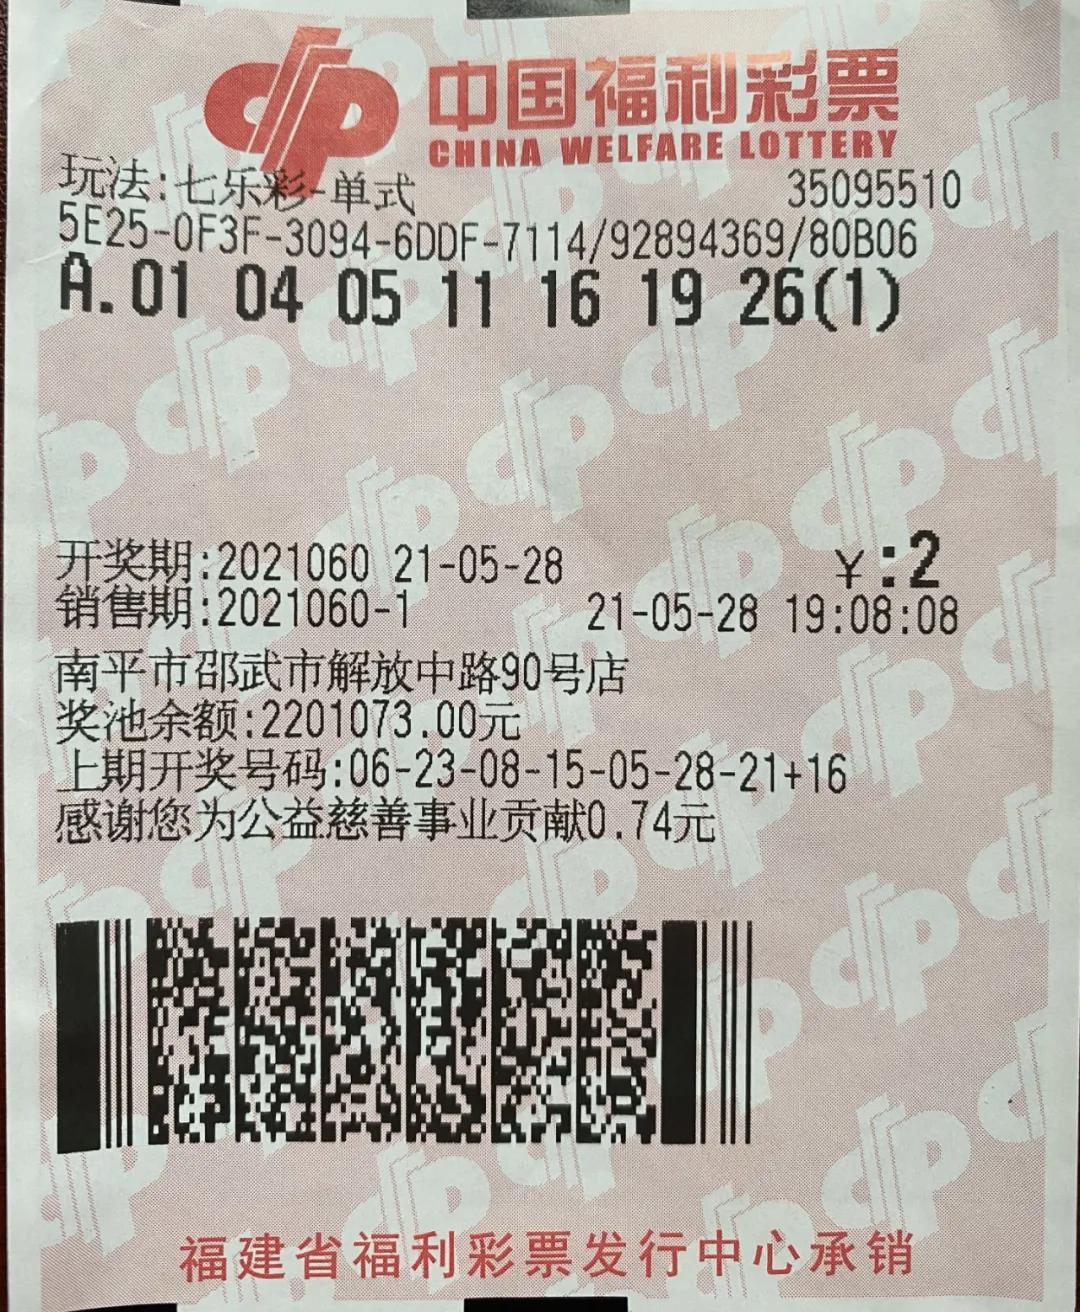 中国福利彩票
CHINA WELFARE LOTTERY
玩法:七乐彩-单式 35095510
5E25-0F3F-3094-6DDF-7114/92894369/80B06
A.01 04 05 11 16 19 26(1)
开奖期:2021060 21-05-28 ¥:2
销售期:2021060-1 21-05-28 19:08:08
南平市邵武市解放中路90号店
奖池余额:2201073.00元
上期开奖号码:06-23-08-15-05-28-21+16
感谢您为公益慈善事业贡献0.74元
福建省福利彩票发行中心承销